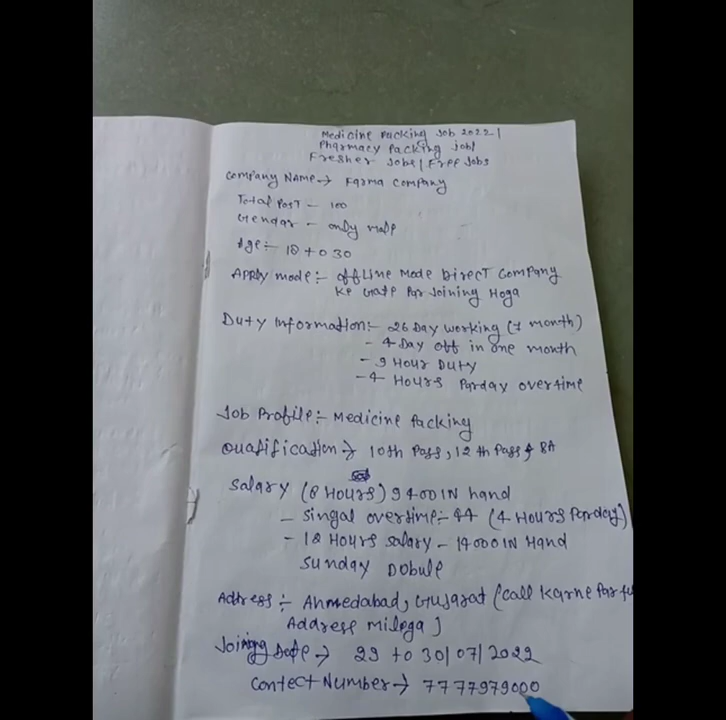 Medicine Packing Job 2022|
Pharmacy Packing job|
Fresher Jobs| Free Jobs
Company Name → Farma Company
Total Post – 100
Gendar – only Male
Age :- 18 to 30
Apply mode :- offLine Mode Direct Company
Ke Gate Par Joining Hoga
Duty Information :- 26 Day working (1 month)
- 4 Day off in one month
- 9 Hour Duty
- 4 Hours Parday overtime
Job Profile :- Medicine Packing
Qualification → 10th Pass, 12th Pass, BA
Salary (8 Hours) 9400 IN hand
- Singal overtime :- 44 (4 Hours Parday)
- 12 Hours salary – 14000 IN Hand
Sunday Dobule
Address :- Ahmedabad, Gujarat (call Karne Par
Address milega)
Joining Date → 29 to 30/07/2022
Contect Number → 7777979000